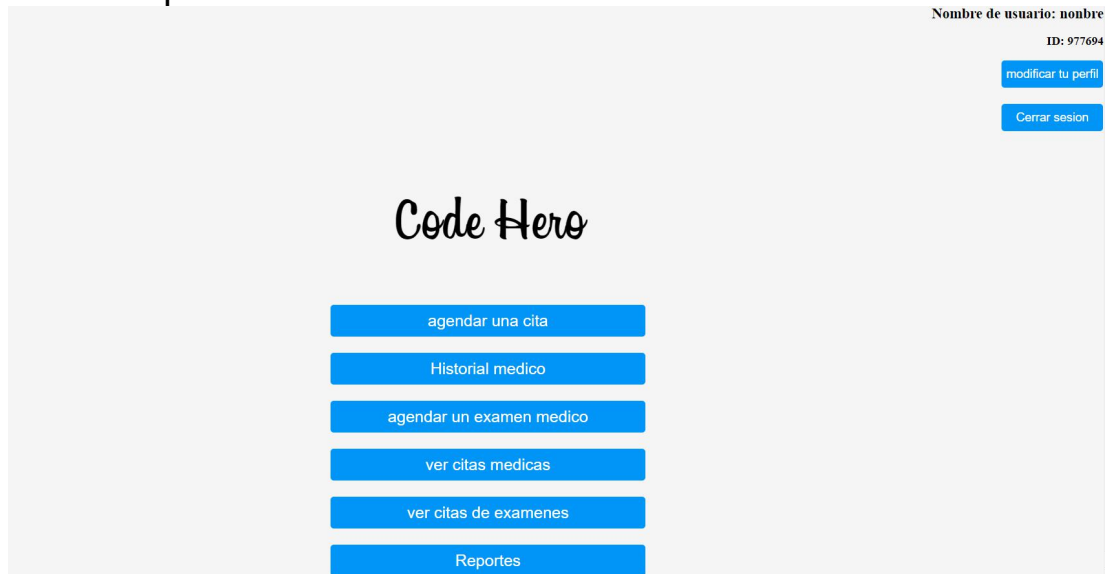 Nombre de usuario: nonbre
ID: 977694
modificar tu perfil
Cerrar sesion
Code Hero
agendar una cita
Historial medico
agendar un examen medico
ver citas medicas
ver citas de examenes
Reportes